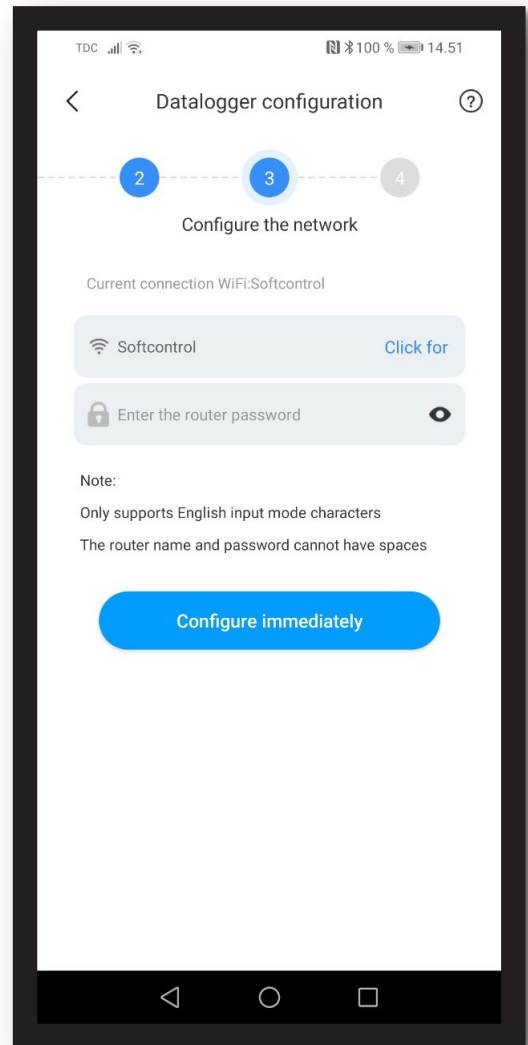 TDC 100 % 14.51
Datalogger configuration ?
2 3 4
Configure the network
Current connection WiFi:Softcontrol
Softcontrol Click for
Enter the router password
Note:
Only supports English input mode characters
The router name and password cannot have spaces
Configure immediately